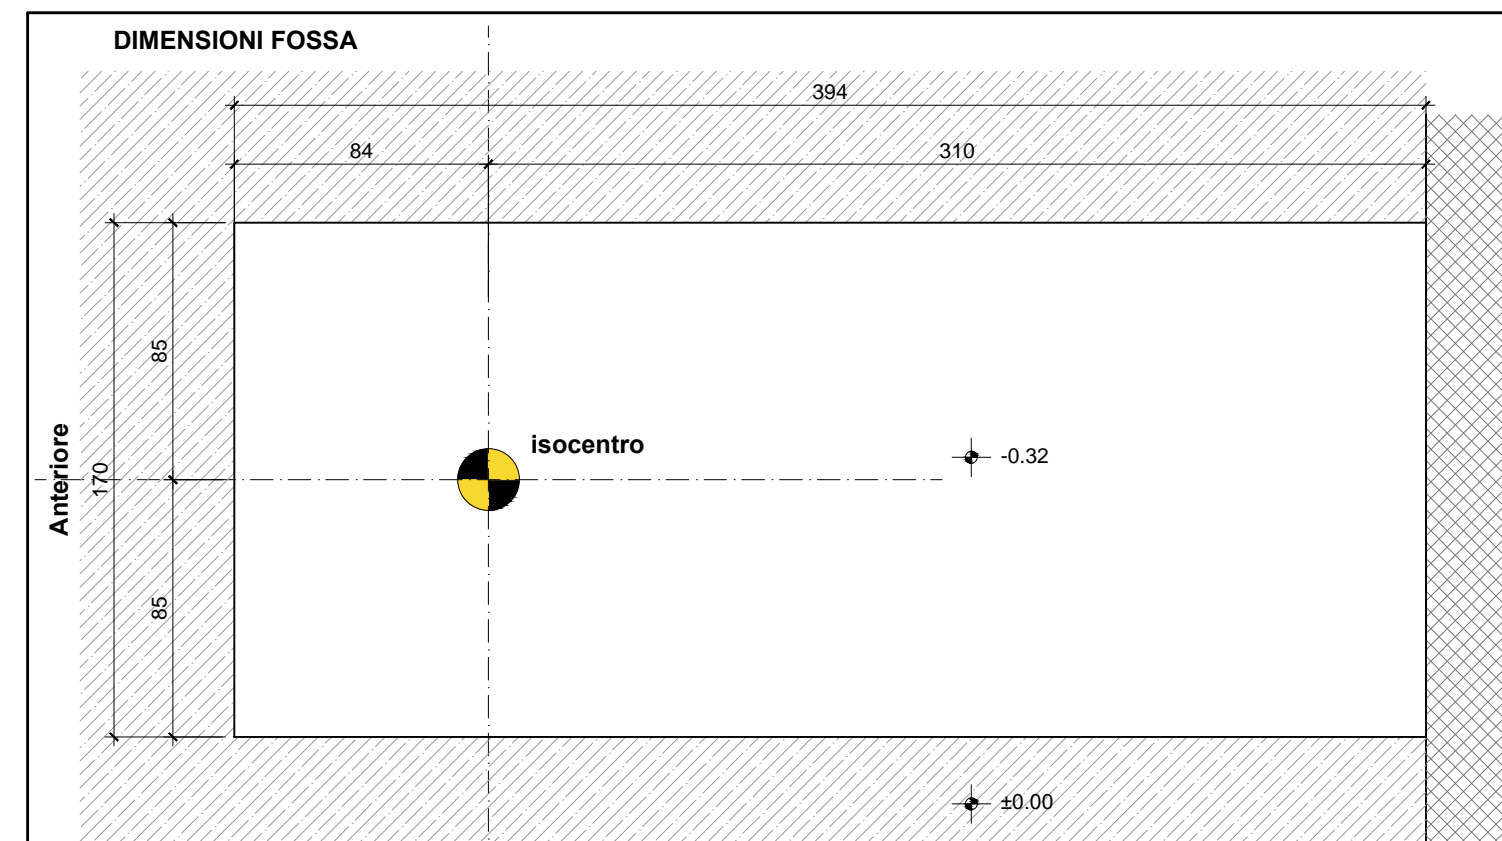 DIMENSIONI FOSSA
394
84
310
85
isocentro
-0.32
Anteriore
170
85
±0.00